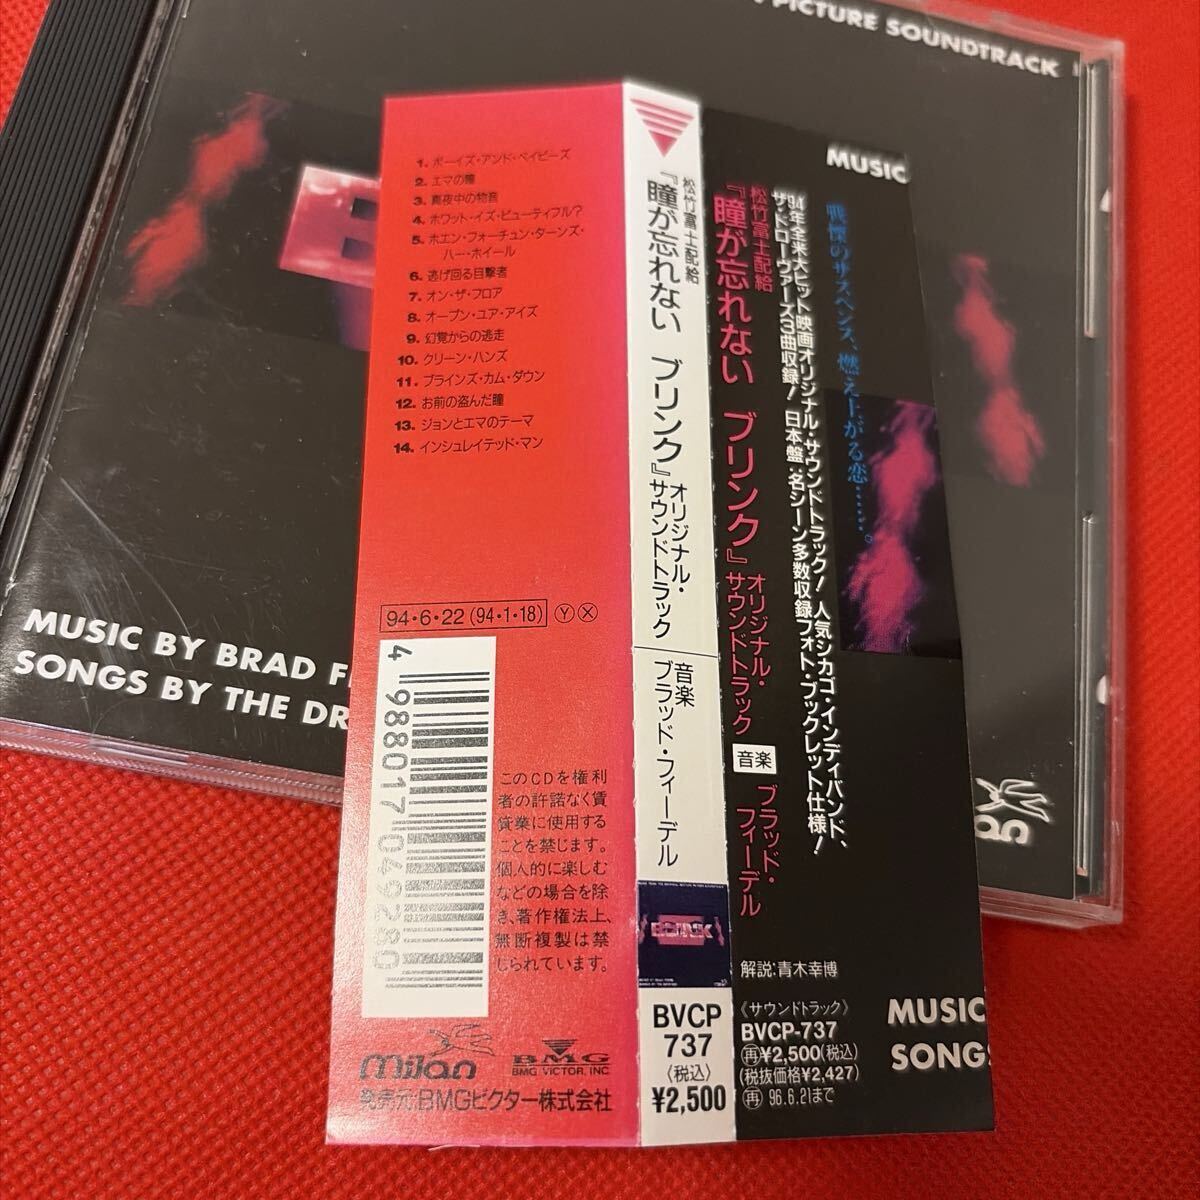 PICTURE SOUNDTRACK
MUSIC BY BRAD
SONGS BY THE
1. ボーイズ・アンド・ベイビーズ
2. エマの瞳
3. 真夜中の物音
4. ホワット・イズ・ビューティフル?
5. ホエン・フォーチュン・ターンズ・
ハー・ホイール
6. 逃げ回る目撃者
7. オン・ザ・フロア
8. オープン・ユア・アイズ
9. 幻覚からの逃走
10. クリーン・ハンズ
11. ブラインズ・カム・ダウン
12. お前の盗んだ瞳
13. ジョンとエマのテーマ
14. インシュレイテッド・マン
94・6・22 (94・1・18) Ⓨ Ⓧ
4 988017 049280
このCDを権利
者の許諾なく賃
貸業に使用する
ことを禁じます。
個人的に楽しむ
などの場合を除
き、著作権法上、
無断複製は禁
じられています。
milan
BMG
BMG VICTOR, INC
発売元:BMGビクター株式会社
松竹富士配給
『瞳が忘れない ブリンク』
オリジナル・
サウンドトラック
音楽
ブラッド・フィーデル
BLINK
BVCP
737
〈税込〉
¥2,500
MUSIC
戦慄のサスペンス、燃え上がる恋……。
'94年全米大ヒット映画オリジナル・サウンドトラック! 人気シカゴ・インディバンド、
ザ・ドローヴァーズ3曲収録! 日本盤:名シーン多数収録フォト・ブックレット仕様!
松竹富士配給
『瞳が忘れない ブリンク』
オリジナル・
サウンドトラック
音楽
ブラッド・
フィーデル
解説:青木幸博
《サウンドトラック》
BVCP-737
㊂¥2,500(税込)
(税抜価格¥2,427)
再 96.6.21まで
MUSIC
SONGS